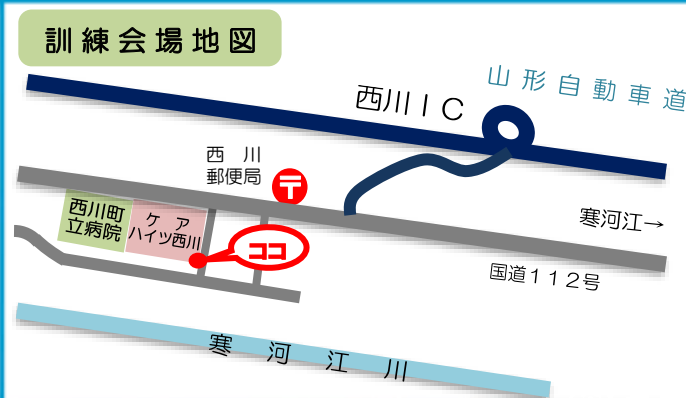 訓練会場地図
山形自動車道
西川ＩＣ
西川
郵便局
〒
西川町
立病院
ケア
ハイツ西川
ココ
寒河江→
国道１１２号
寒河江川